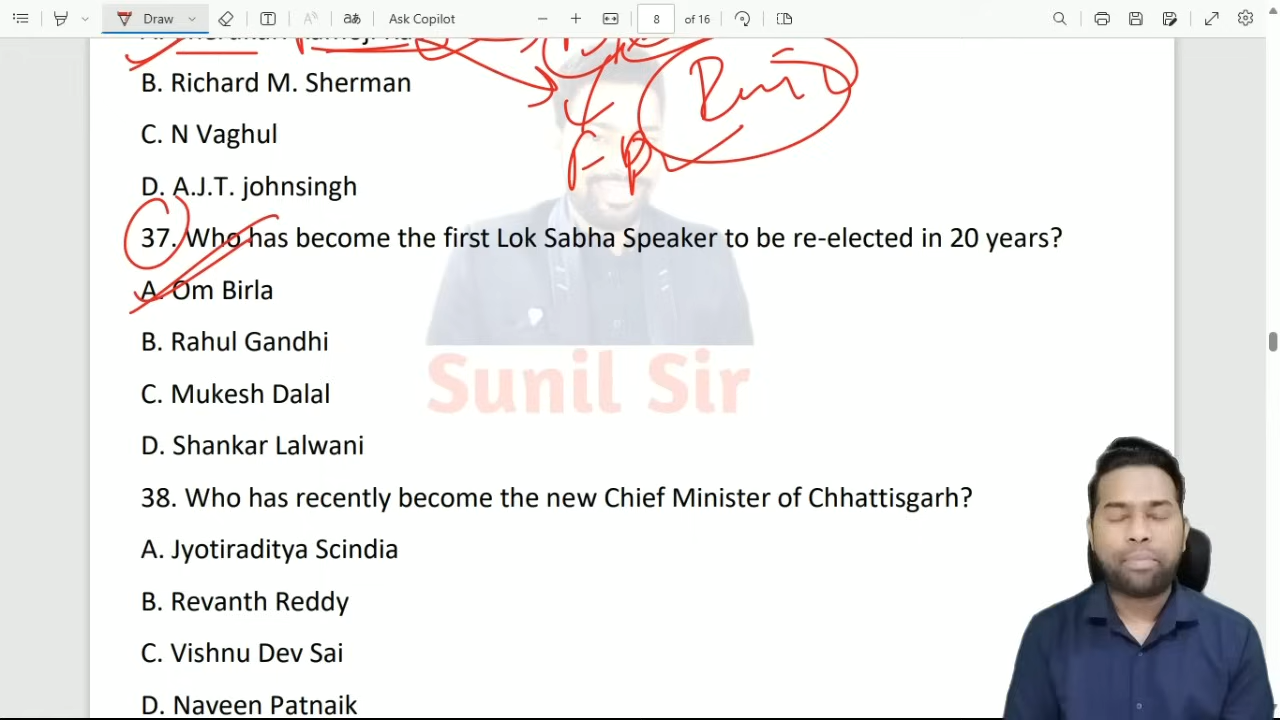 Draw
Ask Copilot
8 of 16
B. Richard M. Sherman
C. N Vaghul
D. A.J.T. johnsingh
37. Who has become the first Lok Sabha Speaker to be re-elected in 20 years?
A. Om Birla
B. Rahul Gandhi
C. Mukesh Dalal
D. Shankar Lalwani
Sunil Sir
38. Who has recently become the new Chief Minister of Chhattisgarh?
A. Jyotiraditya Scindia
B. Revanth Reddy
C. Vishnu Dev Sai
D. Naveen Patnaik